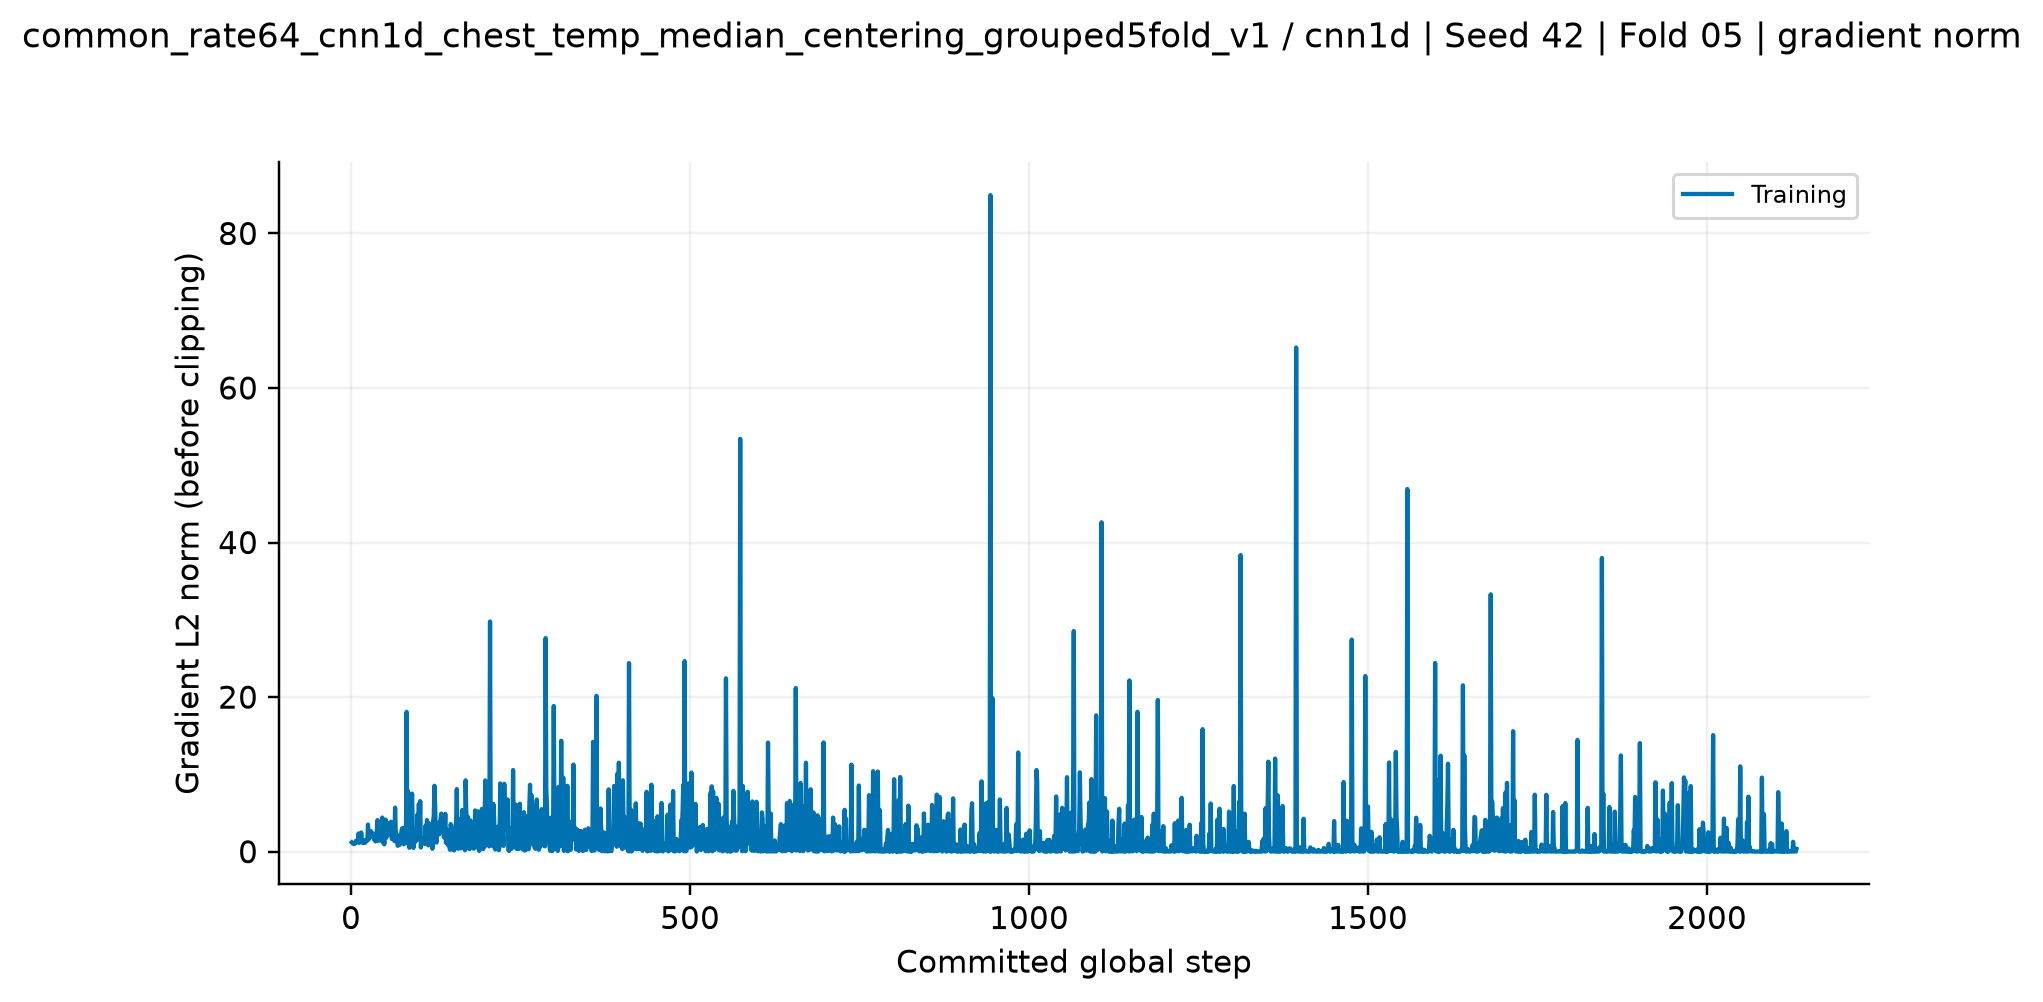 common_rate64_cnn1d_chest_temp_median_centering_grouped5fold_v1 / cnn1d | Seed 42 | Fold 05 | gradient norm
Training
80
60
40
20
0
Gradient L2 norm (before clipping)
0 500 1000 1500 2000
Committed global step